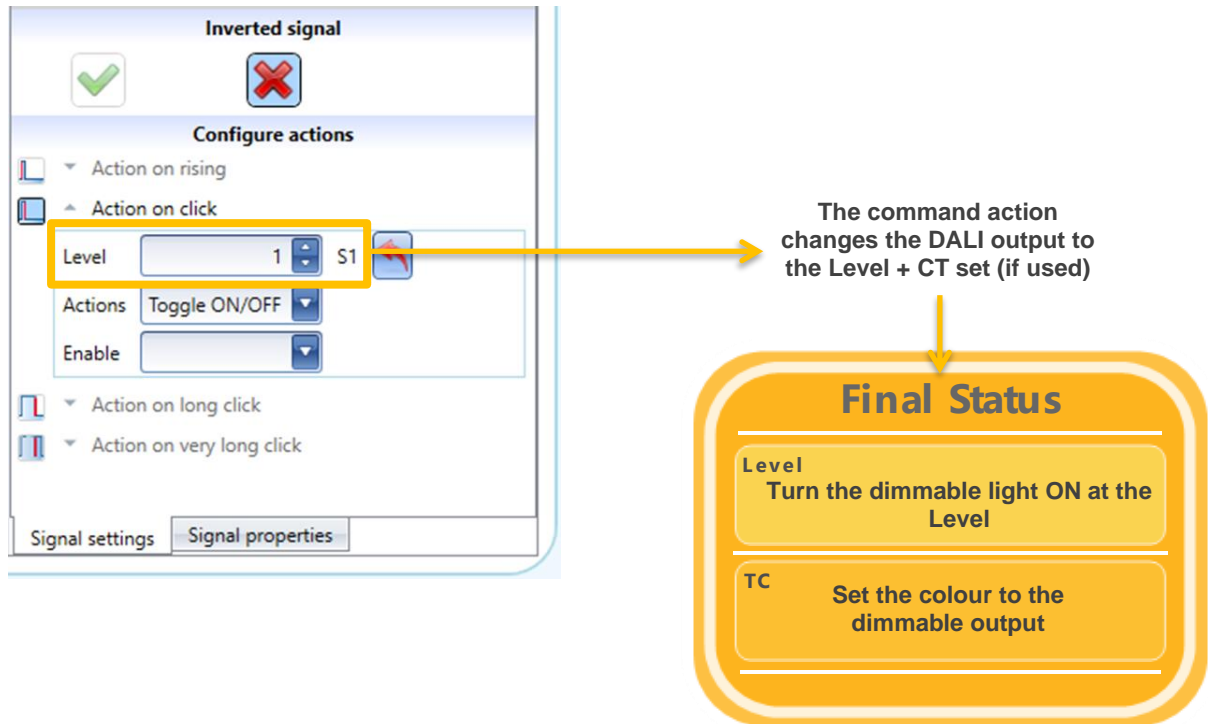 Inverted signal
Configure actions
Action on rising
Action on click
Level 1 S1
Actions Toggle ON/OFF
Enable
Action on long click
Action on very long click
Signal settings Signal properties
The command action
changes the DALI output to
the Level + CT set (if used)
Final Status
Level
Turn the dimmable light ON at the
Level
TC
Set the colour to the
dimmable output